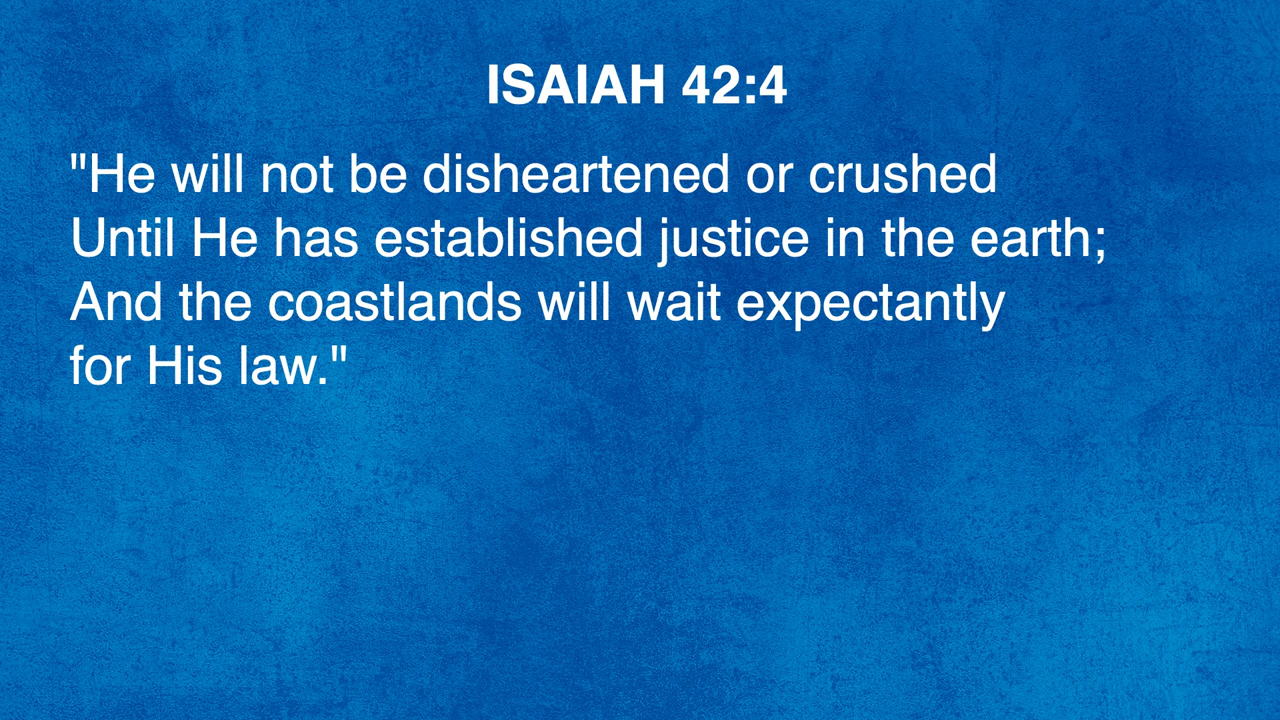 ISAIAH 42:4
"He will not be disheartened or crushed
Until He has established justice in the earth;
And the coastlands will wait expectantly
for His law."